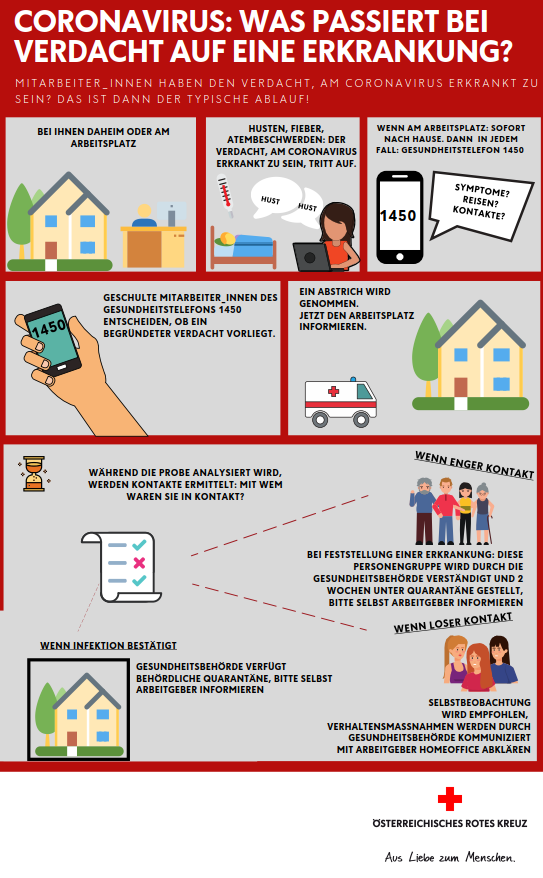 CORONAVIRUS: WAS PASSIERT BEI
VERDACHT AUF EINE ERKRANKUNG?
MITARBEITER_INNEN HABEN DEN VERDACHT, AM CORONAVIRUS ERKRANKT ZU
SEIN? DAS IST DANN DER TYPISCHE ABLAUF!
BEI IHNEN DAHEIM ODER AM
ARBEITSPLATZ
HUSTEN, FIEBER,
ATEMBESCHWERDEN: DER
VERDACHT, AM CORONAVIRUS
ERKRANKT ZU SEIN, TRITT AUF.
HUST
HUST
WENN AM ARBEITSPLATZ: SOFORT
NACH HAUSE. DANN IN JEDEM
FALL: GESUNDHEITSTELEFON 1450
1450
SYMPTOME?
REISEN?
KONTAKTE?
1450
GESCHULTE MITARBEITER_INNEN DES
GESUNDHEITSTELEFONS 1450
ENTSCHEIDEN, OB EIN
BEGRÜNDETER VERDACHT VORLIEGT.
EIN ABSTRICH WIRD
GENOMMEN.
JETZT DEN ARBEITSPLATZ
INFORMIEREN.
WÄHREND DIE PROBE ANALYSIERT WIRD,
WERDEN KONTAKTE ERMITTELT: MIT WEM
WAREN SIE IN KONTAKT?
WENN ENGER KONTAKT
BEI FESTSTELLUNG EINER ERKRANKUNG: DIESE
PERSONENGRUPPE WIRD DURCH DIE
GESUNDHEITSBEHÖRDE VERSTÄNDIGT UND 2
WOCHEN UNTER QUARANTÄNE GESTELLT,
BITTE SELBST ARBEITGEBER INFORMIEREN
WENN LOSER KONTAKT
SELBSTBEOBACHTUNG
WIRD EMPFOHLEN,
VERHALTENSMASSNAHMEN WERDEN DURCH
GESUNDHEITSBEHÖRDE KOMMUNIZIERT
MIT ARBEITGEBER HOMEOFFICE ABKLÄREN
WENN INFEKTION BESTÄTIGT
GESUNDHEITSBEHÖRDE VERFÜGT
BEHÖRDLICHE QUARANTÄNE, BITTE SELBST
ARBEITGEBER INFORMIEREN
ÖSTERREICHISCHES ROTES KREUZ
Aus Liebe zum Menschen.